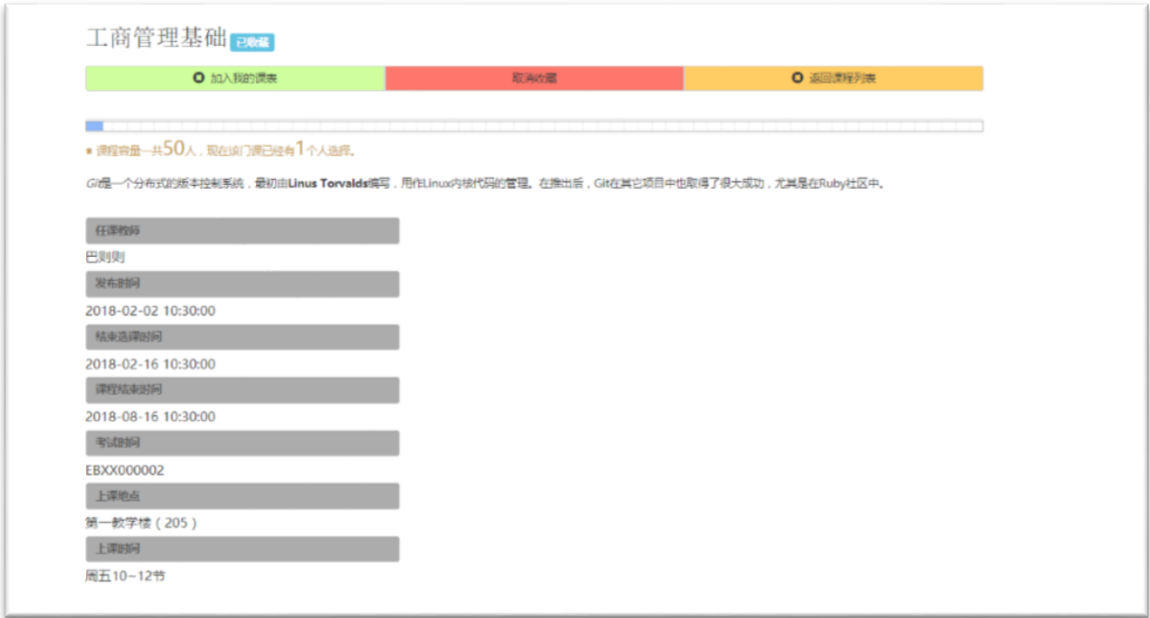 工商管理基础 已收藏
加入我的课表 取消收藏 返回课程列表
课程容量一共50人，现在该门课已经有1个人选择。
Git是一个分布式的版本控制系统，最初由Linus Torvalds编写，用作Linux内核代码的管理。在推出后，Git在其它项目中也取得了很大成功，尤其是在Ruby社区中。
任课教师
巴则则
发布时间
2018-02-02 10:30:00
结束选课时间
2018-02-16 10:30:00
课程结束时间
2018-08-16 10:30:00
考试时间
EBXX000002
上课地点
第一教学楼（205）
上课时间
周五10~12节